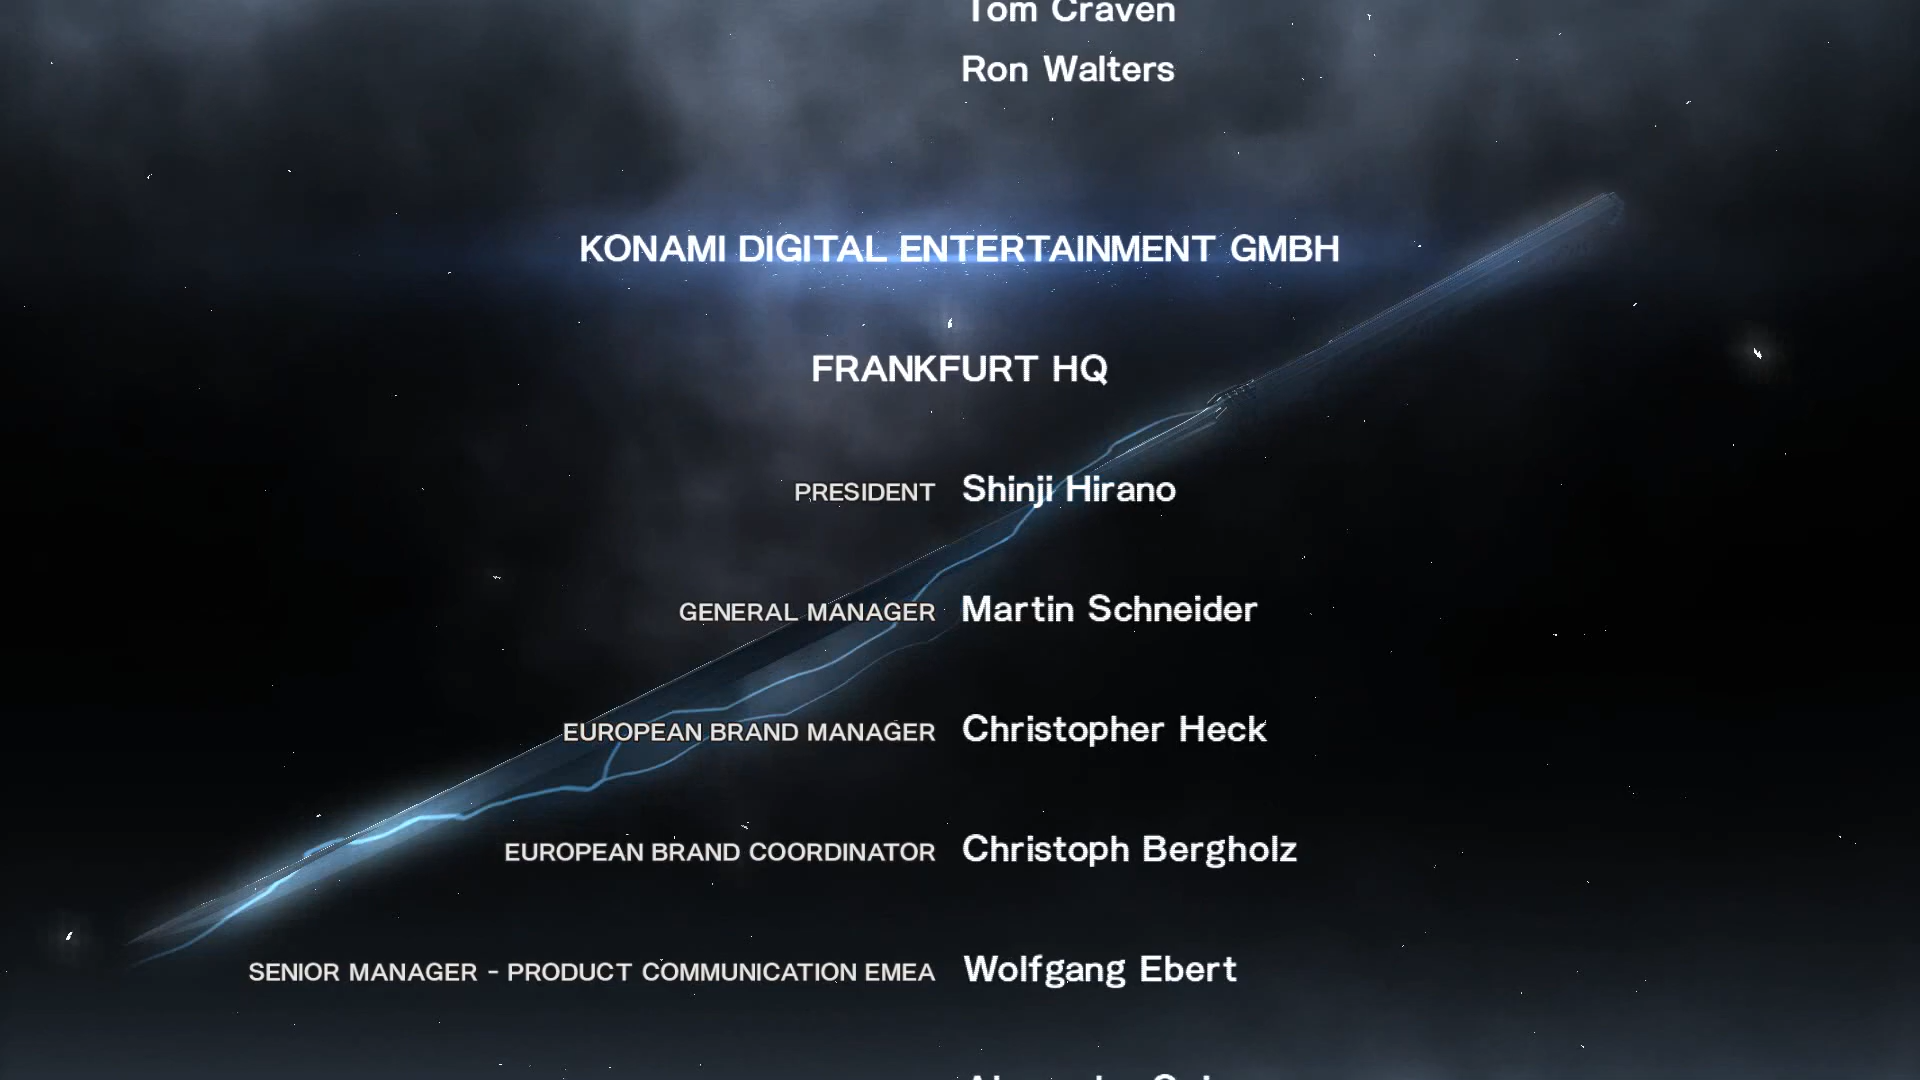 Tom Craven
Ron Walters
KONAMI DIGITAL ENTERTAINMENT GMBH
FRANKFURT HQ
PRESIDENT Shinji Hirano
GENERAL MANAGER Martin Schneider
EUROPEAN BRAND MANAGER Christopher Heck
EUROPEAN BRAND COORDINATOR Christoph Bergholz
SENIOR MANAGER - PRODUCT COMMUNICATION EMEA Wolfgang Ebert